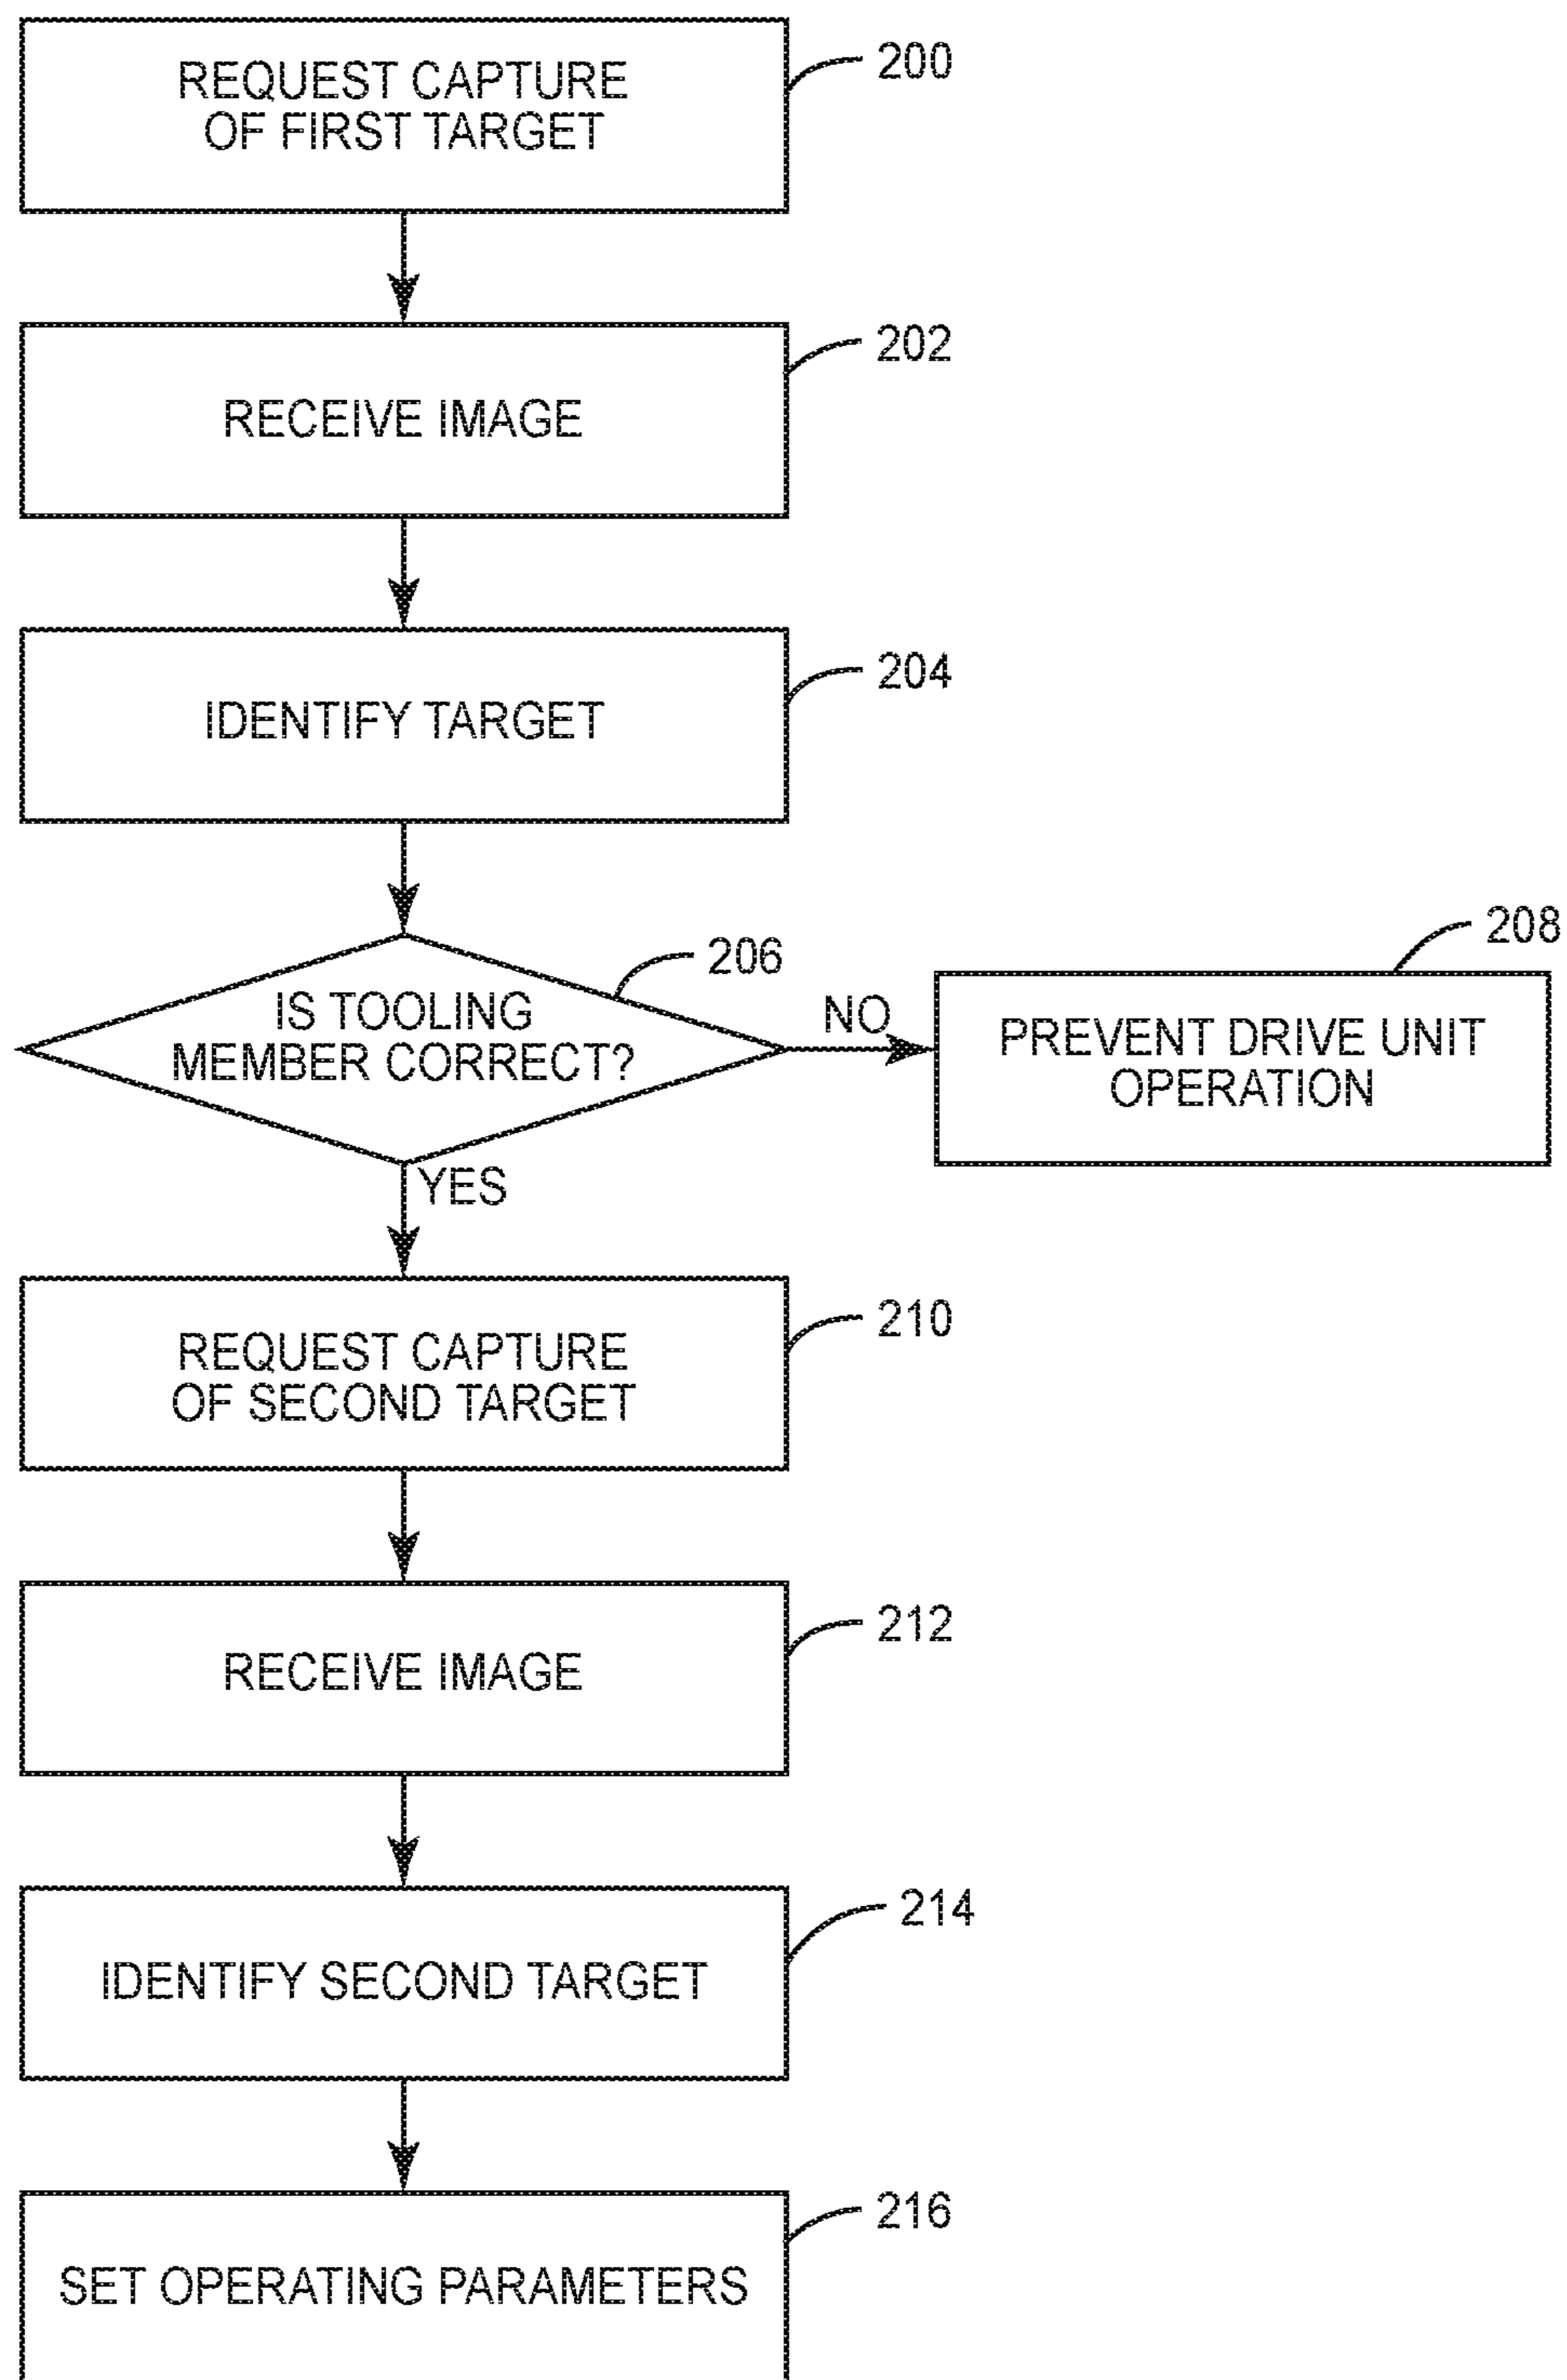 REQUEST CAPTURE
OF FIRST TARGET
200
RECEIVE IMAGE
202
IDENTIFY TARGET
204
IS TOOLING
MEMBER CORRECT?
206
NO
PREVENT DRIVE UNIT
OPERATION
208
YES
REQUEST CAPTURE
OF SECOND TARGET
210
RECEIVE IMAGE
212
IDENTIFY SECOND TARGET
214
SET OPERATING PARAMETERS
216